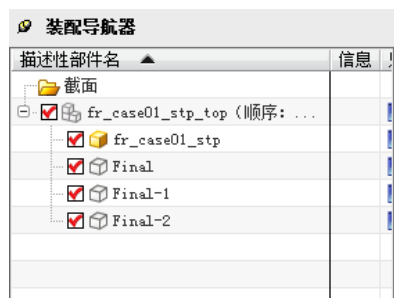 装配导航器
描述性部件名 信息
截面
fr_case01_stp_top (顺序: ...
fr_case01_stp
Final
Final-1
Final-2